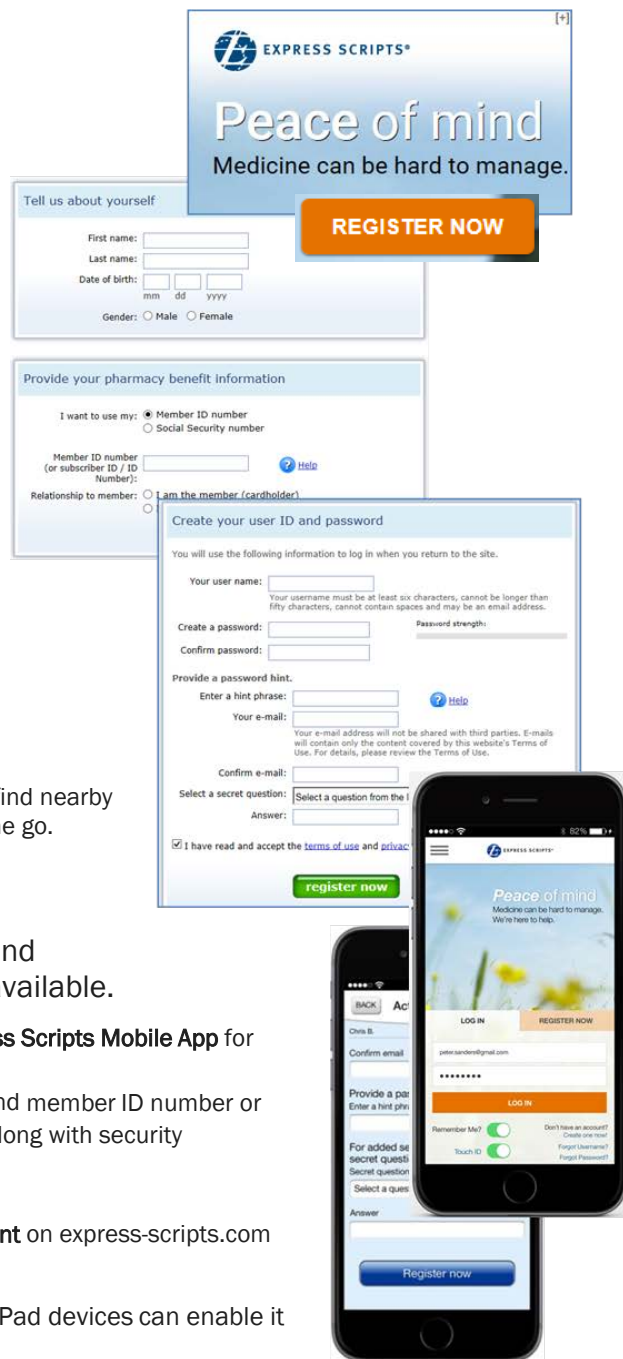 [+]
EXPRESS SCRIPTS®
Peace of mind
Medicine can be hard to manage.
REGISTER NOW
Tell us about yourself
First name:
Last name:
Date of birth:
mm dd yyyy
Gender: Male Female
Provide your pharmacy benefit information
I want to use my: Member ID number
Social Security number
Member ID number
(or subscriber ID / ID
Number):
Help
Relationship to member: I am the member (cardholder)
Create your user ID and password
You will use the following information to log in when you return to the site.
Your user name:
Your username must be at least six characters, cannot be longer than
fifty characters, cannot contain spaces and may be an email address.
Create a password:
Password strength:
Confirm password:
Provide a password hint.
Enter a hint phrase:
Help
Your e-mail:
Your e-mail address will not be shared with third parties. E-mails
will contain only the content covered by this website's Terms of
Use. For details, please review the Terms of Use.
Confirm e-mail:
Select a secret question: Select a question from the
Answer:
I have read and accept the terms of use and
register now
find nearby
go.
available.
Scripts Mobile App for
member ID number or
along with security
on express-scripts.com
iPad devices can enable it
82%
EXPRESS SCRIPTS®
Peace of mind
Medicine can be hard to manage.
We're here to help.
LOG IN
REGISTER NOW
peter.sanders@gmail.com
LOG IN
Remember Me?
Don't have an account?
Create one now!
Touch ID
Forgot Username?
Forgot Password?
BACK
Chris B.
Confirm email
Provide a
Enter a hint
For added
secret
Secret question
Select a
Answer
Register now